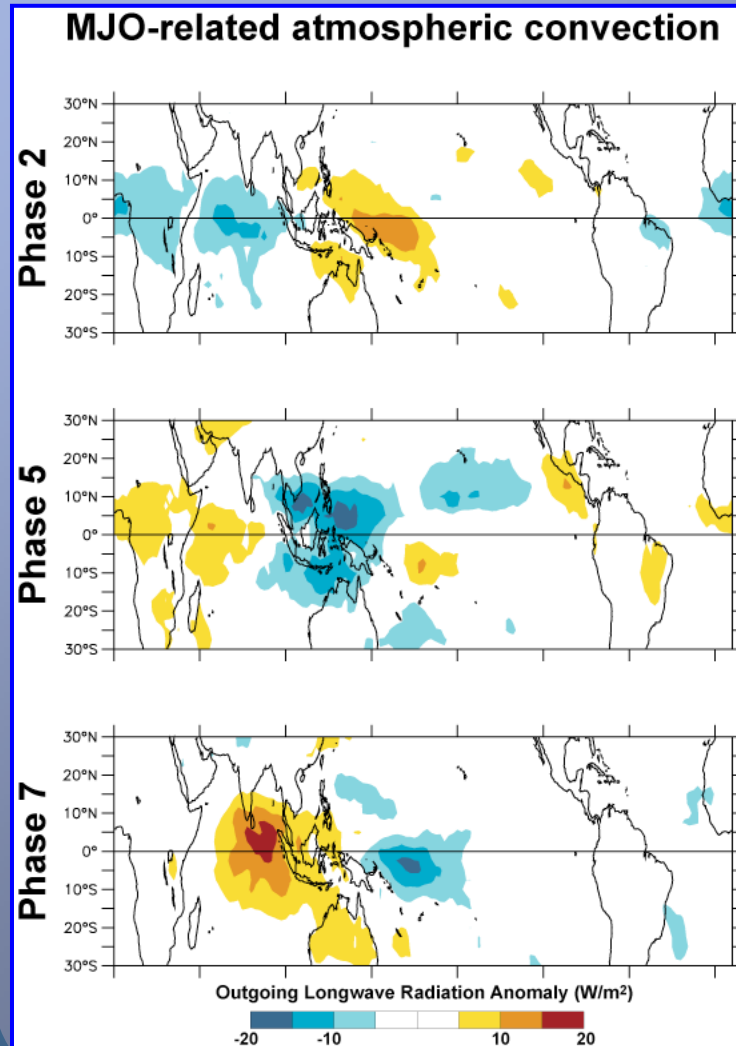 MJO-related atmospheric convection
Phase 2
30°N
20°N
10°N
0°
10°S
20°S
30°S
Phase 5
30°N
20°N
10°N
0°
10°S
20°S
30°S
Phase 7
30°N
20°N
10°N
0°
10°S
20°S
30°S
Outgoing Longwave Radiation Anomaly (W/m²)
-20 -10 10 20